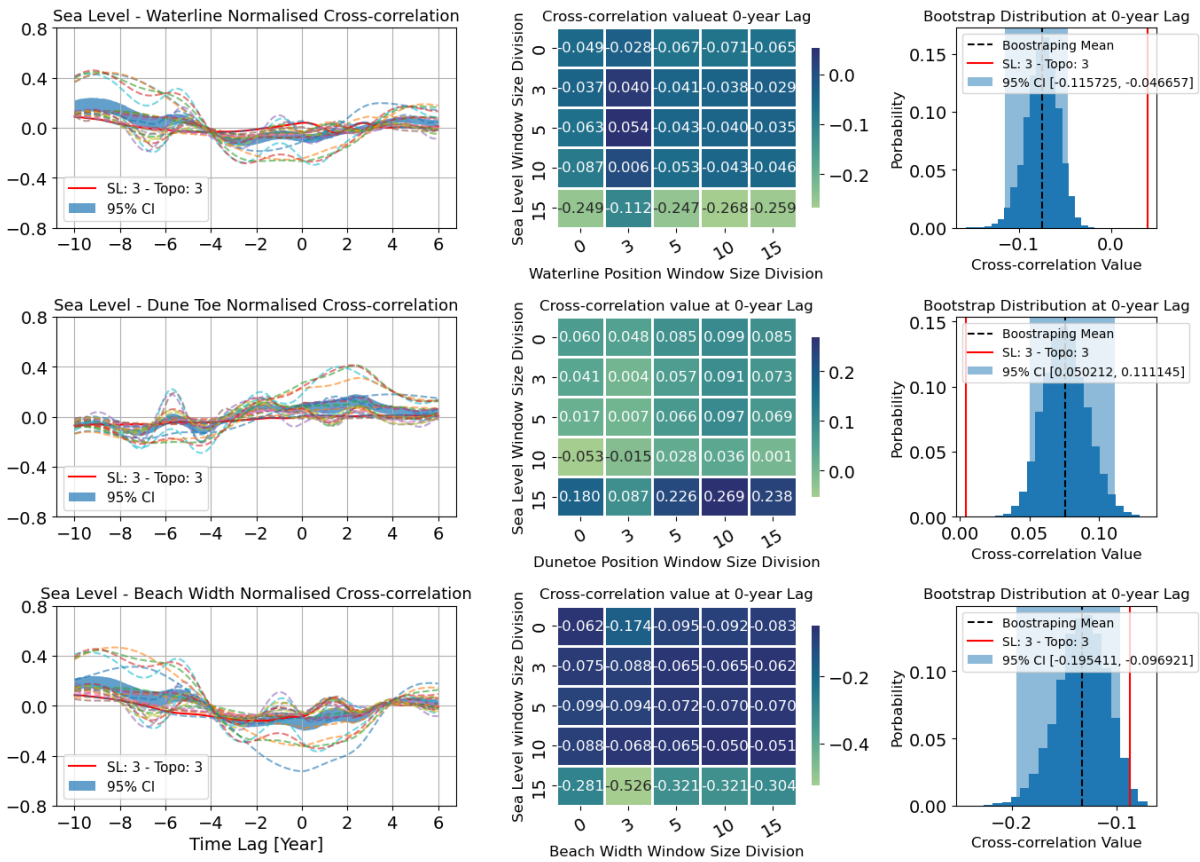 Sea Level - Waterline Normalised Cross-correlation
0.8
0.4
0.0
−0.4
−0.8
SL: 3 - Topo: 3
95% CI
−10 −8 −6 −4 −2 0 2 4 6
Cross-correlation valueat 0-year Lag
Sea Level Window Size Division
0 -0.049 -0.028 -0.067 -0.071 -0.065
3 -0.037 0.040 -0.041 -0.038 -0.029
5 -0.063 0.054 -0.043 -0.040 -0.035
10 -0.087 0.006 -0.053 -0.043 -0.046
15 -0.249 -0.112 -0.247 -0.268 -0.259
0 3 5 10 15
Waterline Position Window Size Division
0.0
−0.1
−0.2
Bootstrap Distribution at 0-year Lag
Porbability
0.15
0.10
0.05
0.00
Boostraping Mean
SL: 3 - Topo: 3
95% CI [-0.115725, -0.046657]
−0.1 0.0
Cross-correlation Value
Sea Level - Dune Toe Normalised Cross-correlation
0.8
0.4
0.0
−0.4
−0.8
SL: 3 - Topo: 3
95% CI
−10 −8 −6 −4 −2 0 2 4 6
Cross-correlation value at 0-year Lag
Sea Level Window Size Division
0 0.060 0.048 0.085 0.099 0.085
3 0.041 0.004 0.057 0.091 0.073
5 0.017 0.007 0.066 0.097 0.069
10 -0.053 -0.015 0.028 0.036 0.001
15 0.180 0.087 0.226 0.269 0.238
0 3 5 10 15
Dunetoe Position Window Size Division
0.2
0.0
Bootstrap Distribution at 0-year Lag
Porbability
0.15
0.10
0.05
0.00
Boostraping Mean
SL: 3 - Topo: 3
95% CI [0.050212, 0.111145]
0.00 0.05 0.10
Cross-correlation Value
Sea Level - Beach Width Normalised Cross-correlation
0.8
0.4
0.0
−0.4
−0.8
SL: 3 - Topo: 3
95% CI
−10 −8 −6 −4 −2 0 2 4 6
Time Lag [Year]
Cross-correlation value at 0-year Lag
Sea Level window Size Division
0 -0.062 -0.174 -0.095 -0.092 -0.083
3 -0.075 -0.088 -0.065 -0.065 -0.062
5 -0.099 -0.094 -0.072 -0.070 -0.070
10 -0.088 -0.068 -0.065 -0.050 -0.051
15 -0.281 -0.526 -0.321 -0.321 -0.304
0 3 5 10 15
Beach Width Window Size Division
−0.2
−0.4
Bootstrap Distribution at 0-year Lag
Porbability
0.10
0.05
0.00
Boostraping Mean
SL: 3 - Topo: 3
95% CI [-0.195411, -0.096921]
−0.2 −0.1
Cross-correlation Value